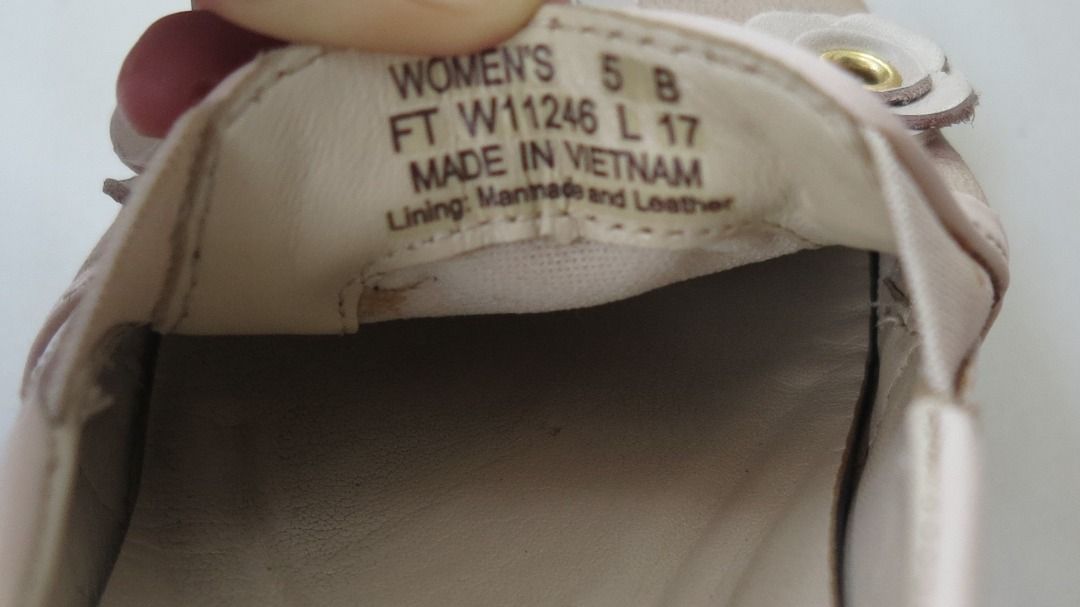 WOMEN'S 5 B
FT W11246 L 17
MADE IN VIETNAM
Lining: Manmade and Leather